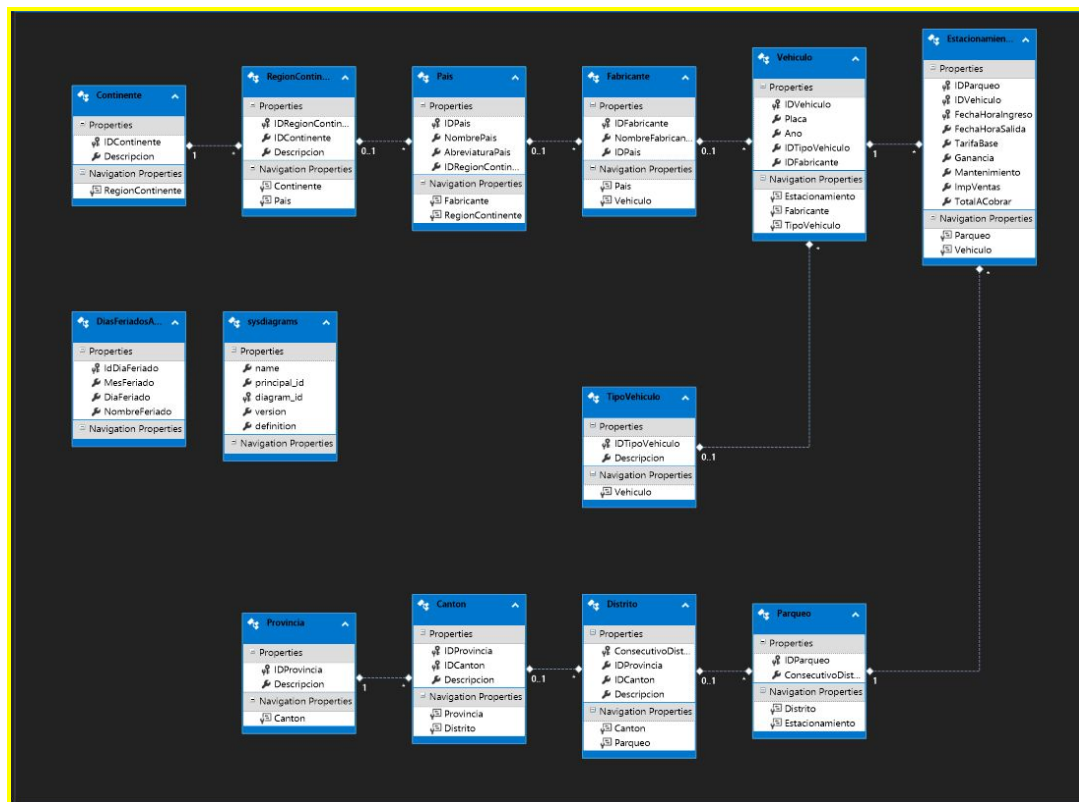 Continente
Properties
IDContinente
Descripcion
Navigation Properties
RegionContinente
1
*
RegionContin...
Properties
IDRegionContin...
IDContinente
Descripcion
Navigation Properties
Continente
Pais
0..1
*
Pais
Properties
IDPais
NombrePais
AbreviaturaPais
IDRegionContin...
Navigation Properties
Fabricante
RegionContinente
0..1
*
Fabricante
Properties
IDFabricante
NombreFabrican...
IDPais
Navigation Properties
Pais
Vehiculo
0..1
*
Vehiculo
Properties
IDVehiculo
Placa
Ano
IDTipoVehiculo
IDFabricante
Navigation Properties
Estacionamiento
Fabricante
TipoVehiculo
1
*
*
Estacionamien...
Properties
IDParqueo
IDVehiculo
FechaHoraIngreso
FechaHoraSalida
TarifaBase
Ganancia
Mantenimiento
ImpVentas
TotalACobrar
Navigation Properties
Parqueo
Vehiculo
*
DiasFeriadosA...
Properties
IdDiaFeriado
MesFeriado
DiaFeriado
NombreFeriado
Navigation Properties
sysdiagrams
Properties
name
principal_id
diagram_id
version
definition
Navigation Properties
TipoVehiculo
Properties
IDTipoVehiculo
Descripcion
Navigation Properties
Vehiculo
0..1
Provincia
Properties
IDProvincia
Descripcion
Navigation Properties
Canton
1
*
Canton
Properties
IDProvincia
IDCanton
Descripcion
Navigation Properties
Provincia
Distrito
0..1
*
Distrito
Properties
ConsecutivoDist...
IDProvincia
IDCanton
Descripcion
Navigation Properties
Canton
Parqueo
0..1
*
Parqueo
Properties
IDParqueo
ConsecutivoDist...
Navigation Properties
Distrito
Estacionamiento
1